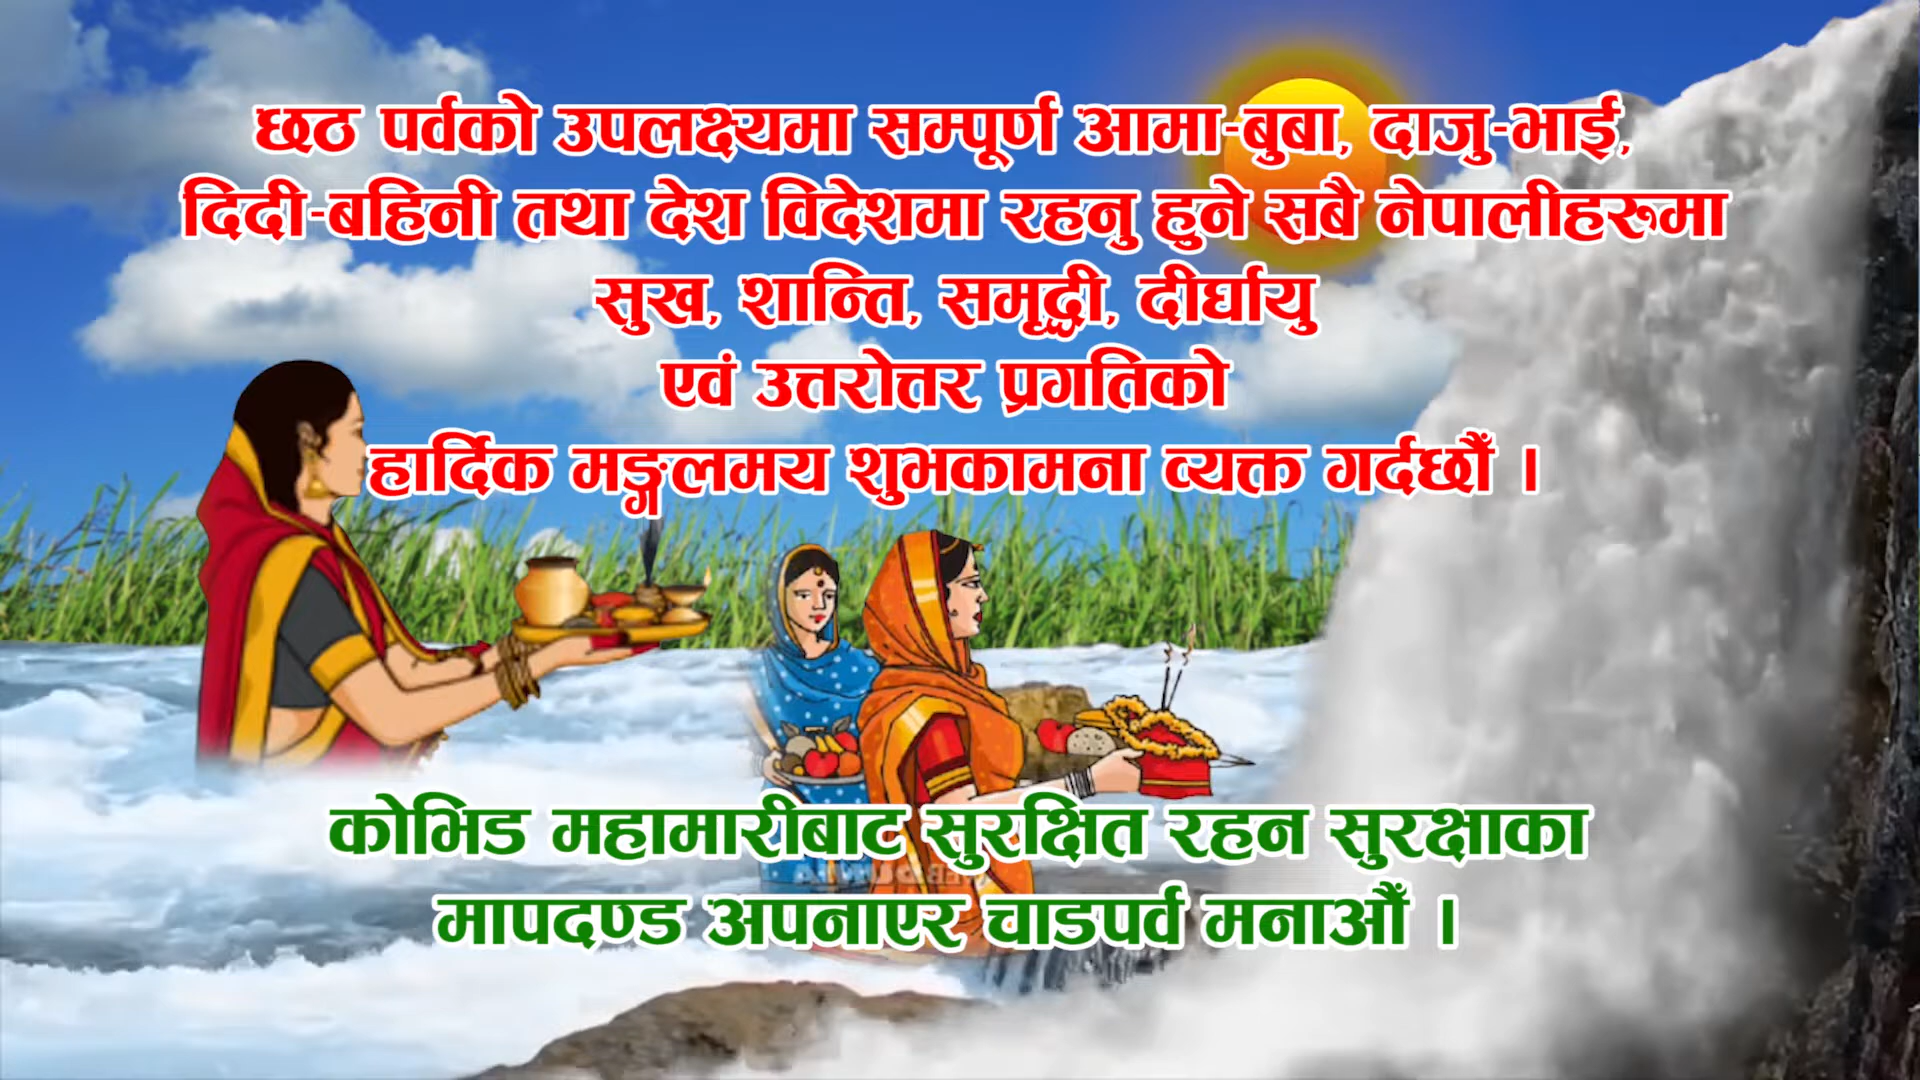 छठ पर्वको उपलक्ष्यमा सम्पूर्ण आमा-बुबा, दाजु-भाई,
दिदी-बहिनी तथा देश विदेशमा रहनु हुने सबै नेपालीहरुमा
सुख, शान्ति, समृद्धी, दीर्घायु
एवं उत्तरोत्तर प्रगतिको
हार्दिक मङ्गलमय शुभकामना व्यक्त गर्दछौं ।
कोभिड महामारीबाट सुरक्षित रहन सुरक्षाका
मापदण्ड अपनाएर चाडपर्व मनाऔं ।